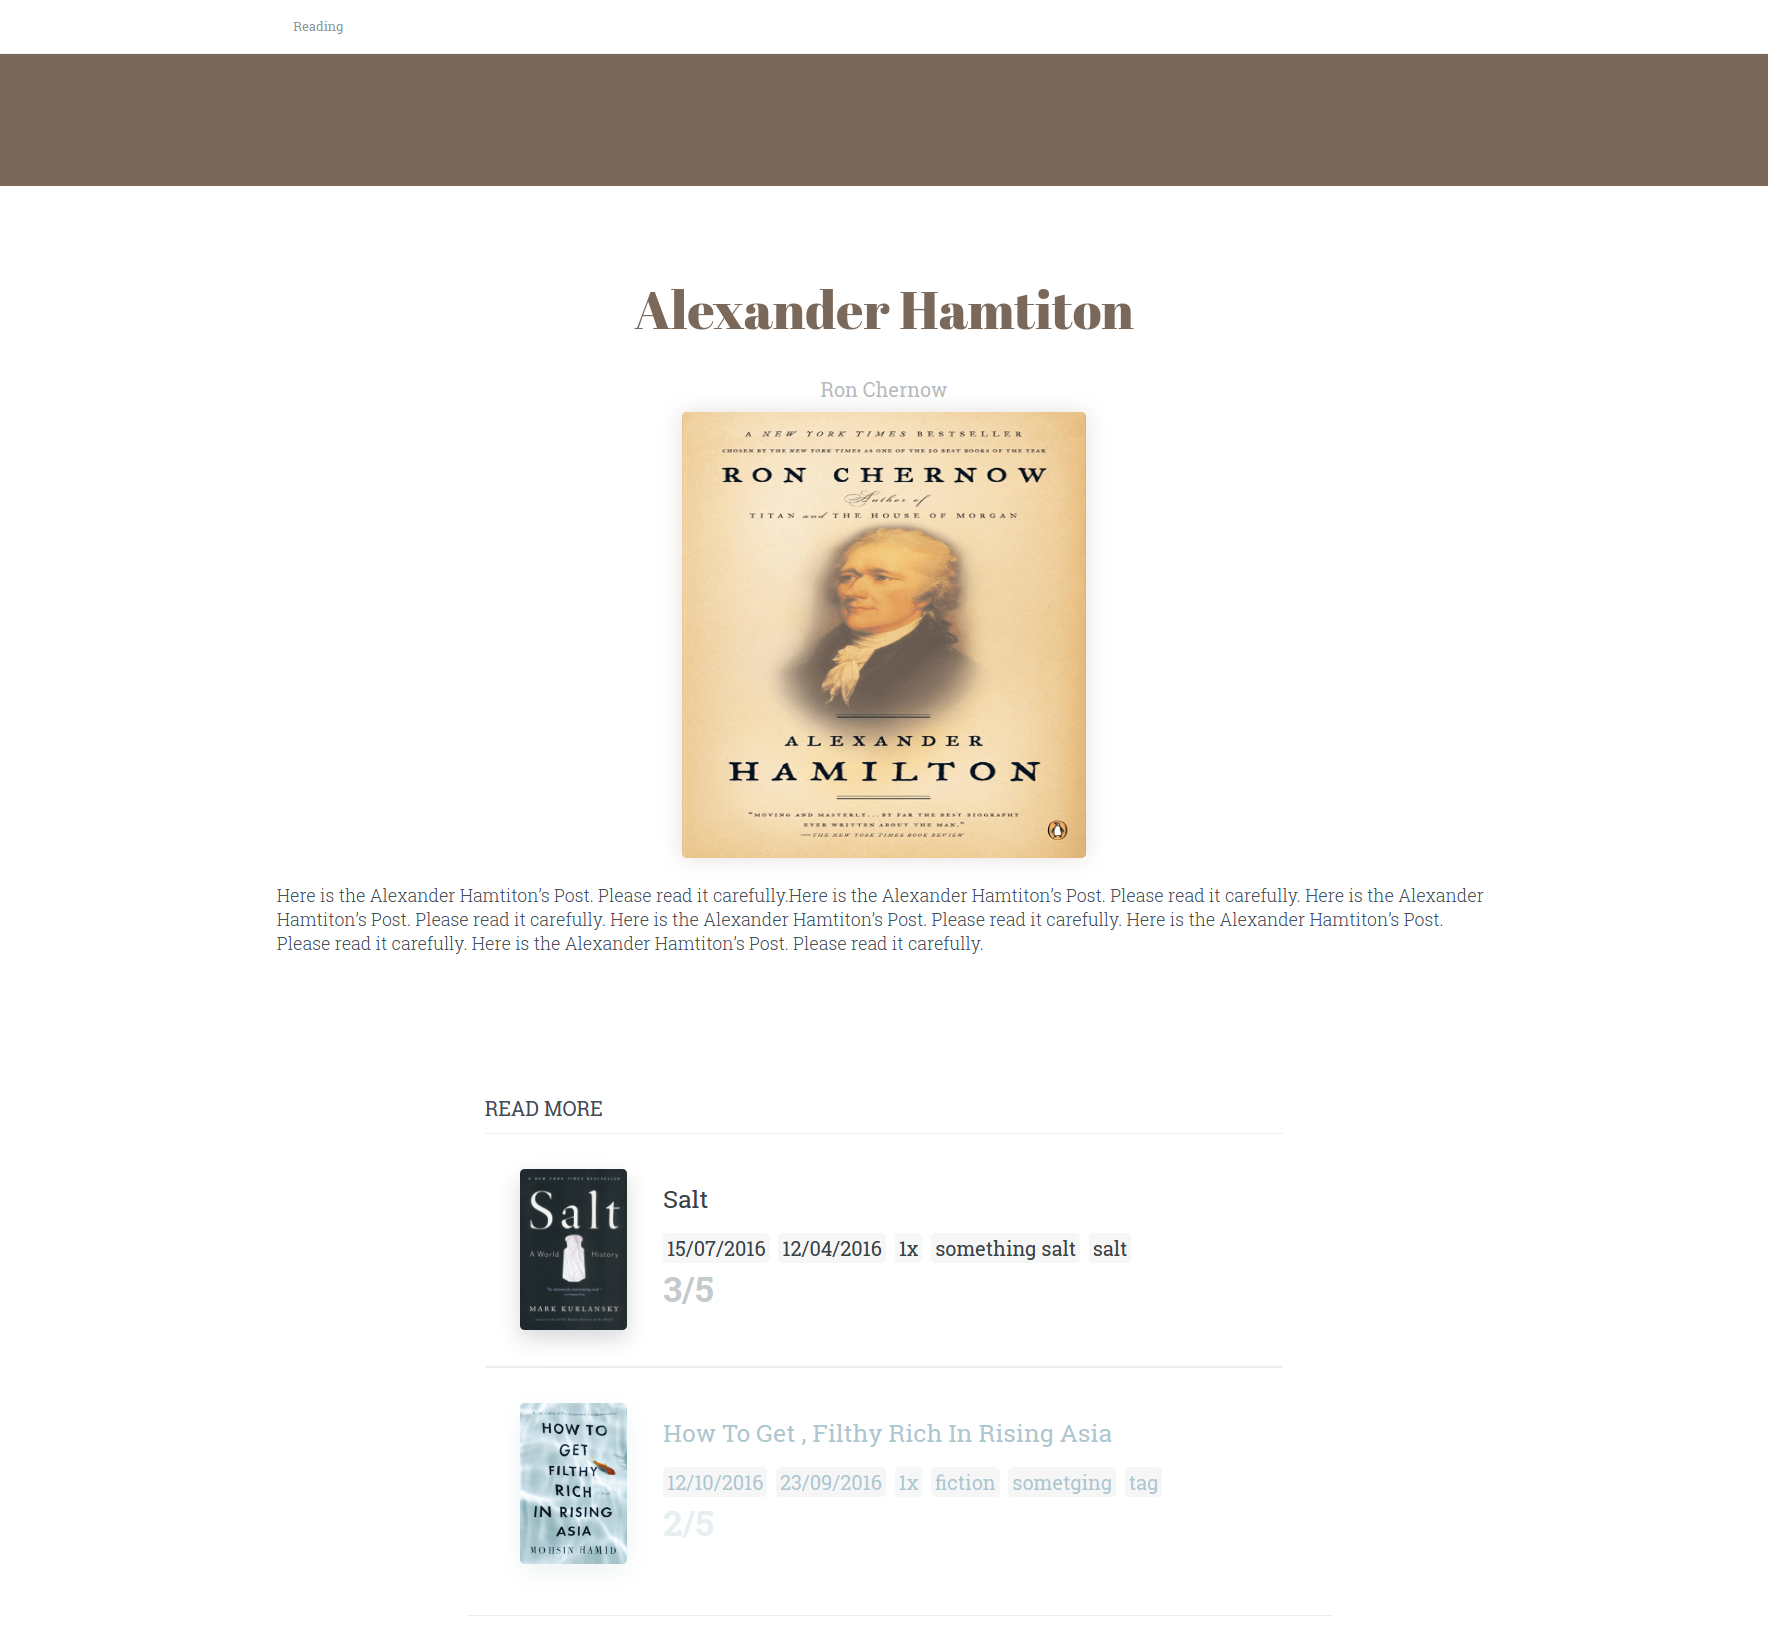 Reading
Alexander Hamtiton
Ron Chernow
A NEW YORK TIMES BESTSELLER
CHOSEN BY THE NEW YORK TIMES AS ONE OF THE 20 BEST BOOKS OF THE YEAR
RON CHERNOW
Author of
TITAN and THE HOUSE OF MORGAN
ALEXANDER
HAMILTON
“MOVING AND MASTERLY...BY FAR THE BEST BIOGRAPHY
EVER WRITTEN ABOUT THE MAN.”
—THE NEW YORK TIMES BOOK REVIEW
Here is the Alexander Hamtiton’s Post. Please read it carefully.Here is the Alexander Hamtiton’s Post. Please read it carefully. Here is the Alexander
Hamtiton’s Post. Please read it carefully. Here is the Alexander Hamtiton’s Post. Please read it carefully. Here is the Alexander Hamtiton’s Post.
Please read it carefully. Here is the Alexander Hamtiton’s Post. Please read it carefully.
READ MORE
A NEW YORK TIMES BESTSELLER
Salt
A World History
MARK KURLANSKY
Salt
15/07/2016 12/04/2016 1x something salt salt
3/5
HOW TO
GET
FILTHY
RICH
IN RISING
ASIA
MOHSIN HAMID
How To Get , Filthy Rich In Rising Asia
12/10/2016 23/09/2016 1x fiction sometging tag
2/5